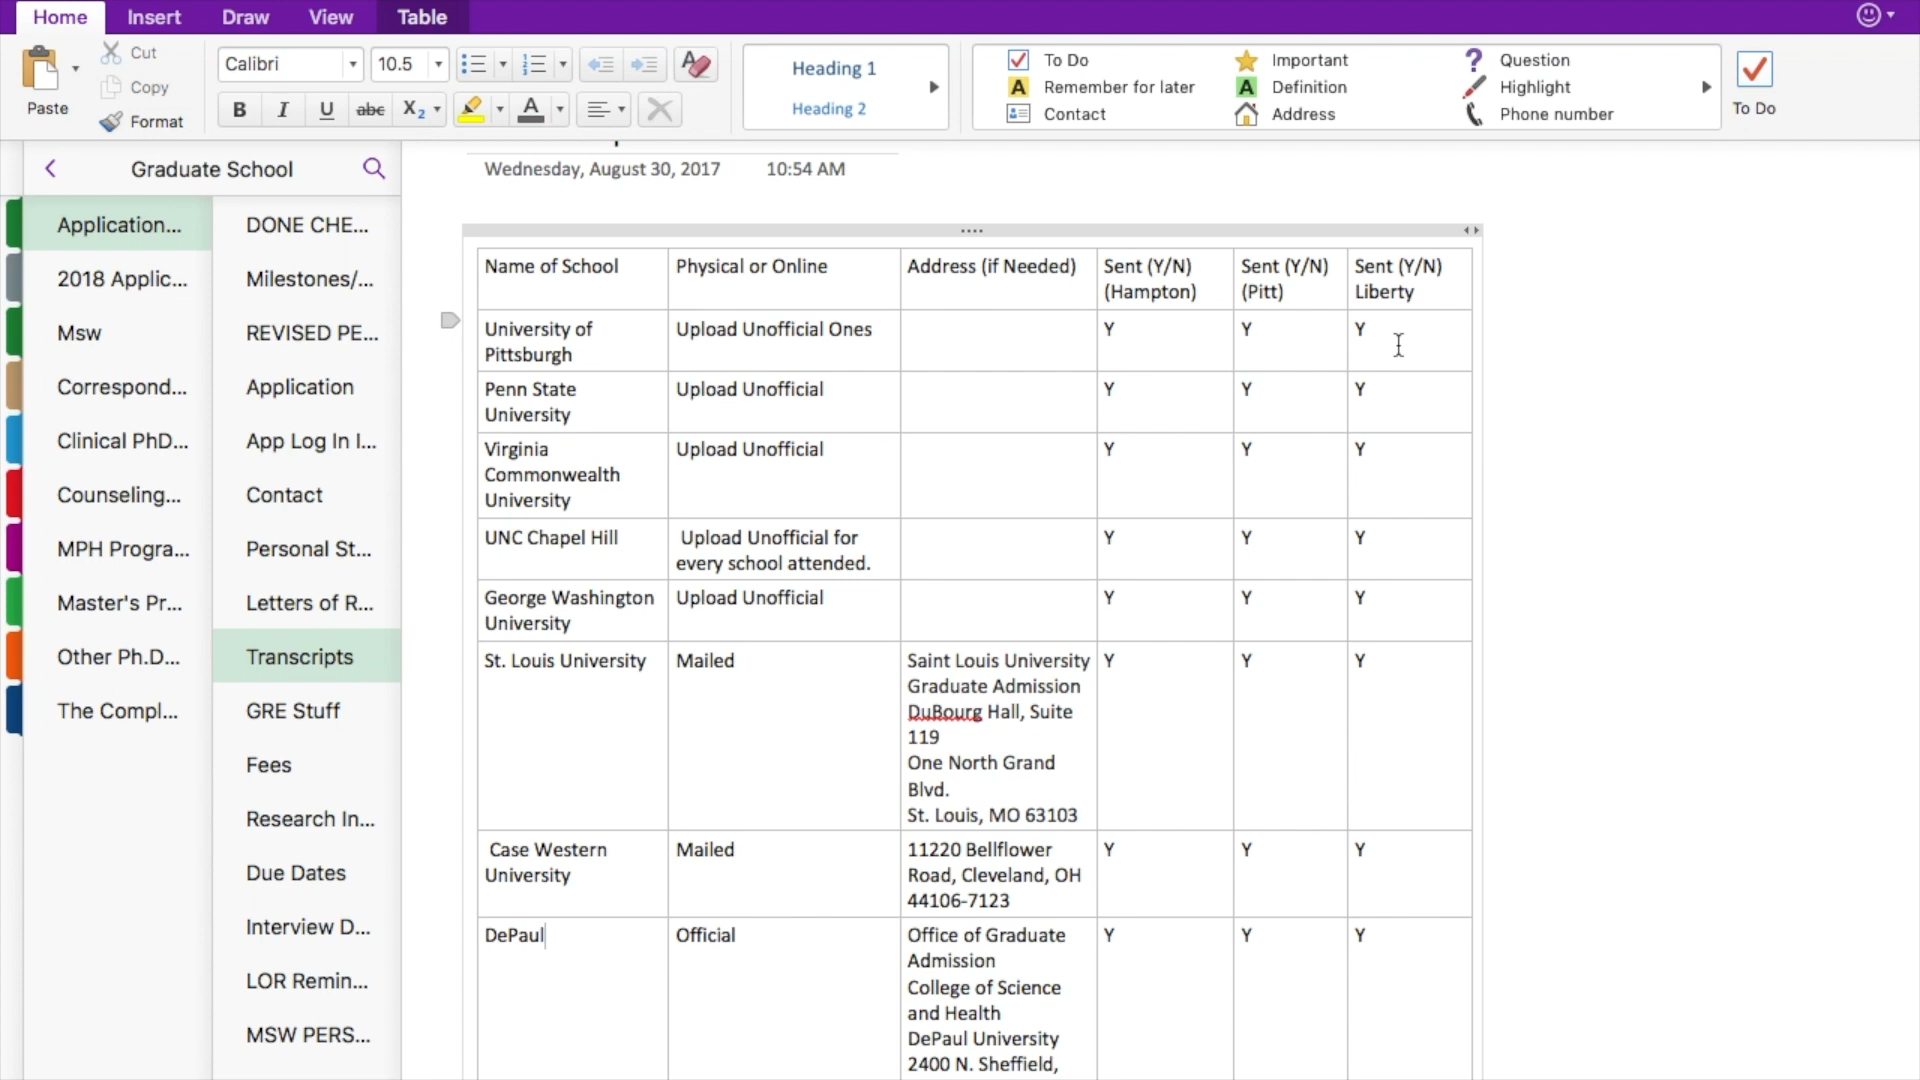 Home Insert Draw View Table
Cut
Copy
Format
Paste
Calibri 10.5
B I U abc X2 A
Heading 1
Heading 2
To Do
Remember for later
Contact
Important
Definition
Address
Question
Highlight
Phone number
To Do
Graduate School
Application...
2018 Applic...
Msw
Correspond...
Clinical PhD...
Counseling...
MPH Progra...
Master's Pr...
Other Ph.D...
The Compl...
DONE CHE...
Milestones/...
REVISED PE...
Application
App Log In I...
Contact
Personal St...
Letters of R...
Transcripts
GRE Stuff
Fees
Research In...
Due Dates
Interview D...
LOR Remin...
MSW PERS...
Wednesday, August 30, 2017 10:54 AM
Name of School
Physical or Online
Address (if Needed)
Sent (Y/N)
(Hampton)
Sent (Y/N)
(Pitt)
Sent (Y/N)
Liberty
University of
Pittsburgh
Upload Unofficial Ones
Y
Y
Y
Penn State
University
Upload Unofficial
Y
Y
Y
Virginia
Commonwealth
University
Upload Unofficial
Y
Y
Y
UNC Chapel Hill
Upload Unofficial for
every school attended.
Y
Y
Y
George Washington
University
Upload Unofficial
Y
Y
Y
St. Louis University
Mailed
Saint Louis University
Graduate Admission
DuBourg Hall, Suite
119
One North Grand
Blvd.
St. Louis, MO 63103
Y
Y
Y
Case Western
University
Mailed
11220 Bellflower
Road, Cleveland, OH
44106-7123
Y
Y
Y
DePaul
Official
Office of Graduate
Admission
College of Science
and Health
DePaul University
2400 N. Sheffield,
Y
Y
Y